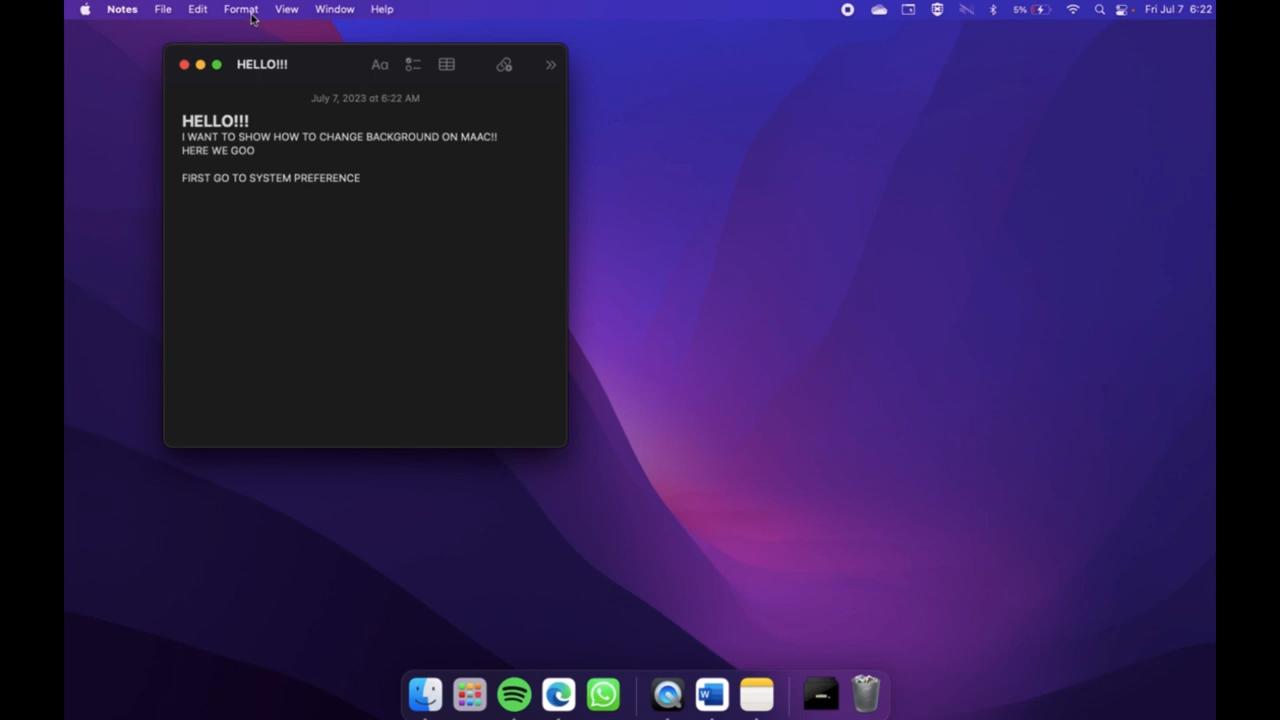 Notes File Edit Format View Window Help 5% Fri Jul 7 6:22
HELLO!!! Aa
July 7, 2023 at 6:22 AM
HELLO!!!
I WANT TO SHOW HOW TO CHANGE BACKGROUND ON MAAC!!
HERE WE GOO
FIRST GO TO SYSTEM PREFERENCE
W